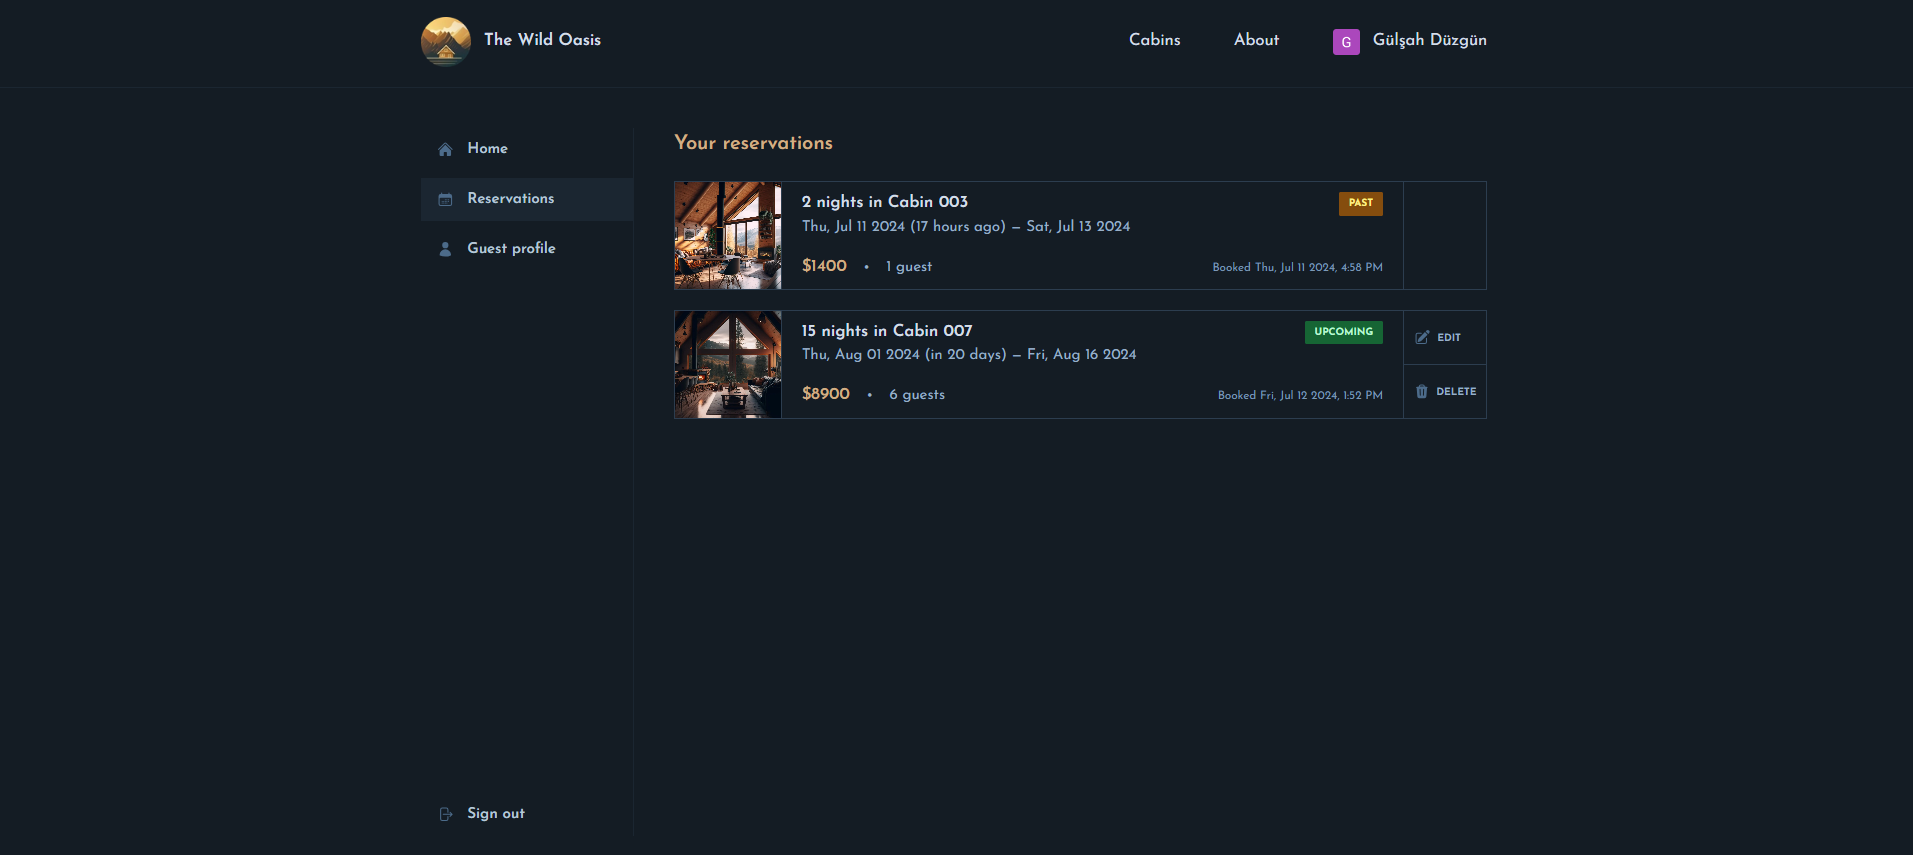 The Wild Oasis
Cabins
About
G
Gülşah Düzgün
Home
Reservations
Guest profile
Sign out
Your reservations
2 nights in Cabin 003
PAST
Thu, Jul 11 2024 (17 hours ago) — Sat, Jul 13 2024
$1400 • 1 guest
Booked Thu, Jul 11 2024, 4:58 PM
15 nights in Cabin 007
UPCOMING
Thu, Aug 01 2024 (in 20 days) — Fri, Aug 16 2024
$8900 • 6 guests
Booked Fri, Jul 12 2024, 1:52 PM
EDIT
DELETE